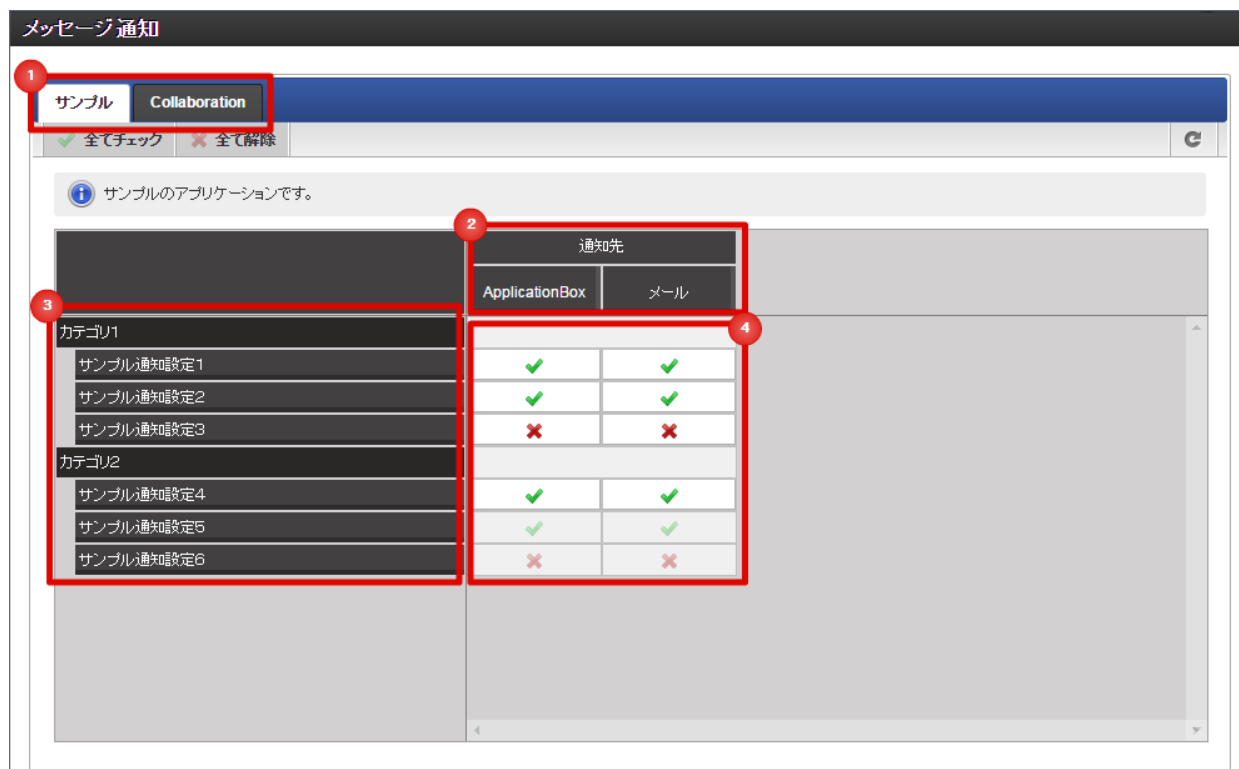 メッセージ通知
1
サンプル Collaboration
全てチェック 全て解除
サンプルのアプリケーションです。
2
通知先
ApplicationBox メール
3
4
カテゴリ1
サンプル通知設定1
サンプル通知設定2
サンプル通知設定3
カテゴリ2
サンプル通知設定4
サンプル通知設定5
サンプル通知設定6